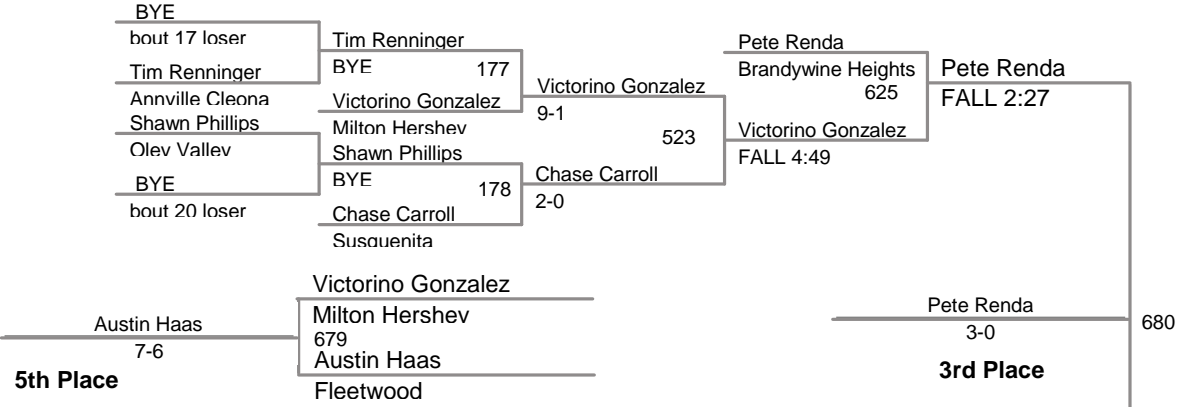 BYE
bout 17 loser
Tim Renninger
Annville Cleona
Shawn Phillips
Oley Valley
BYE
bout 20 loser
Tim Renninger
BYE 177
Victorino Gonzalez
Milton Hershey
Shawn Phillips
BYE 178
Chase Carroll
Susquenita
Victorino Gonzalez
9-1
523
Chase Carroll
2-0
Pete Renda
Brandywine Heights
625
Victorino Gonzalez
FALL 4:49
Pete Renda
FALL 2:27
Victorino Gonzalez
Milton Hershey
679
Austin Haas
Fleetwood
Austin Haas
7-6
5th Place
Pete Renda
3-0
3rd Place
680